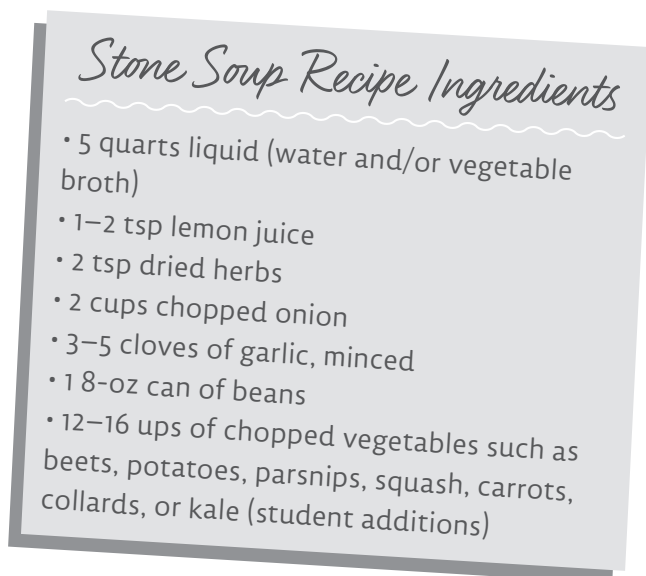 Stone Soup Recipe Ingredients
• 5 quarts liquid (water and/or vegetable
broth)
• 1–2 tsp lemon juice
• 2 tsp dried herbs
• 2 cups chopped onion
• 3–5 cloves of garlic, minced
• 1 8-oz can of beans
• 12–16 ups of chopped vegetables such as
beets, potatoes, parsnips, squash, carrots,
collards, or kale (student additions)